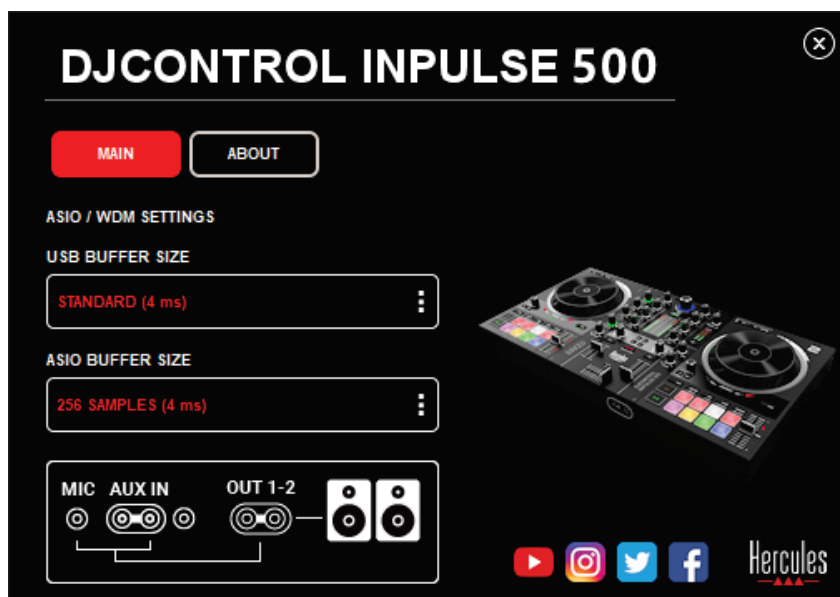 DJCONTROL INPULSE 500
MAIN
ABOUT
ASIO / WDM SETTINGS
USB BUFFER SIZE
STANDARD (4 ms)
ASIO BUFFER SIZE
256 SAMPLES (4 ms)
MIC AUX IN OUT 1-2
Hercules